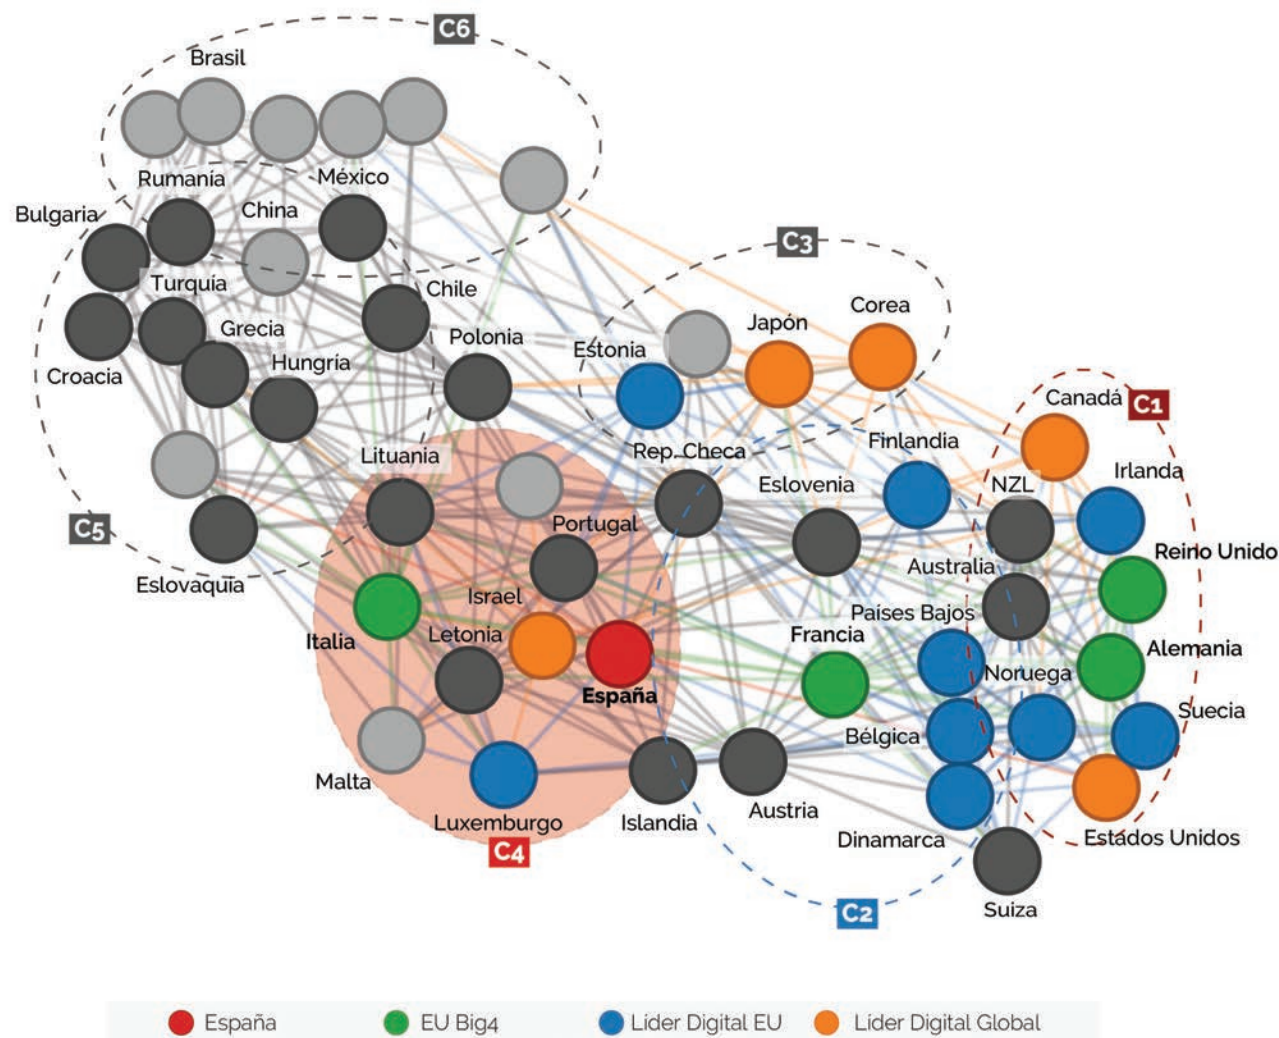 C6
Brasil
Rumanía
México
Bulgaria
China
Turquía
Chile
C3
Corea
Japón
Grecia
Polonia
Estonia
Hungría
Croacia
Canadá
C1
Finlandia
Rep. Checa
Lituania
Irlanda
Eslovenia
NZL
C5
Portugal
Reino Unido
Australia
Eslovaquia
Israel
Países Bajos
Letonia
Italia
Francia
Alemania
Noruega
España
Suecia
Bélgica
Malta
Luxemburgo
Islandia
Austria
Dinamarca
Estados Unidos
C4
C2
Suiza
España
EU Big4
Líder Digital EU
Líder Digital Global